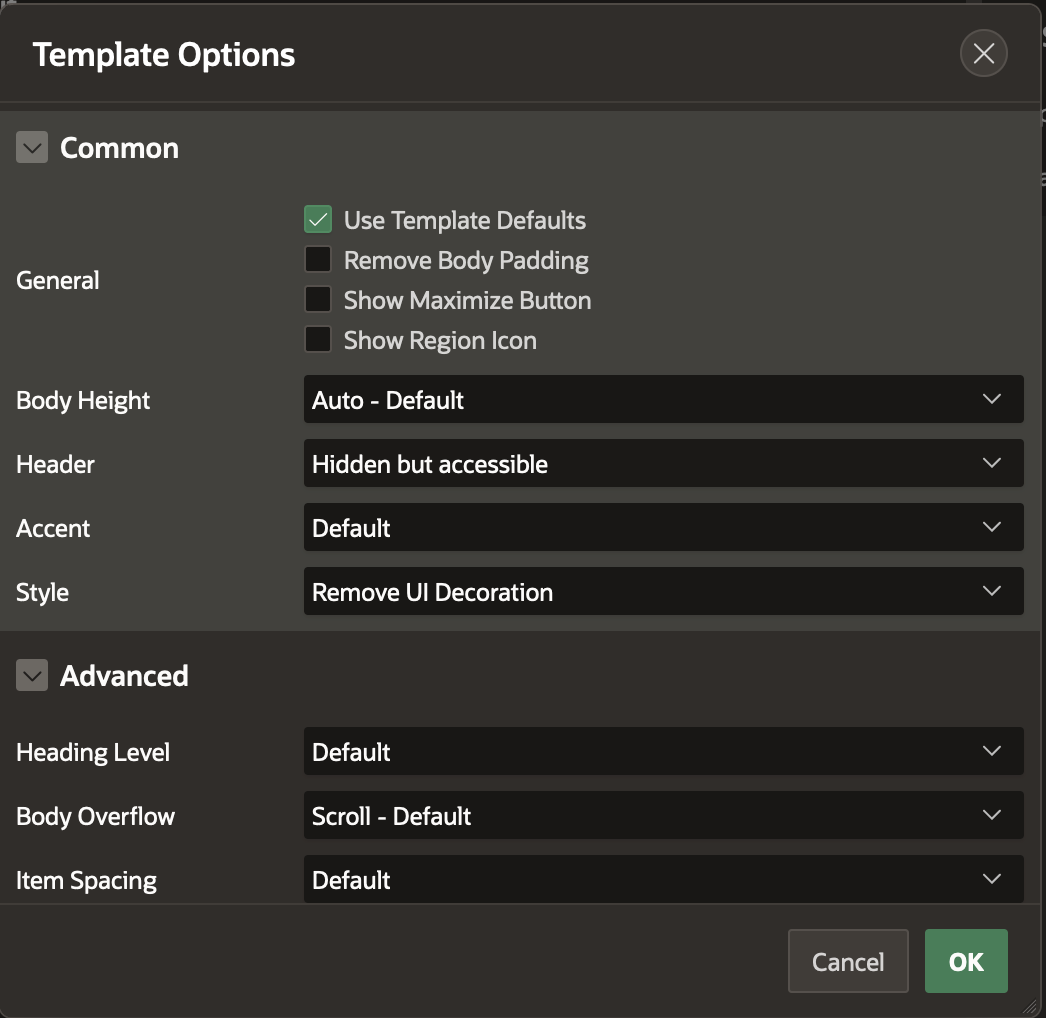 Template Options
Common
General
Use Template Defaults
Remove Body Padding
Show Maximize Button
Show Region Icon
Body Height Auto - Default
Header Hidden but accessible
Accent Default
Style Remove UI Decoration
Advanced
Heading Level Default
Body Overflow Scroll - Default
Item Spacing Default
Cancel OK